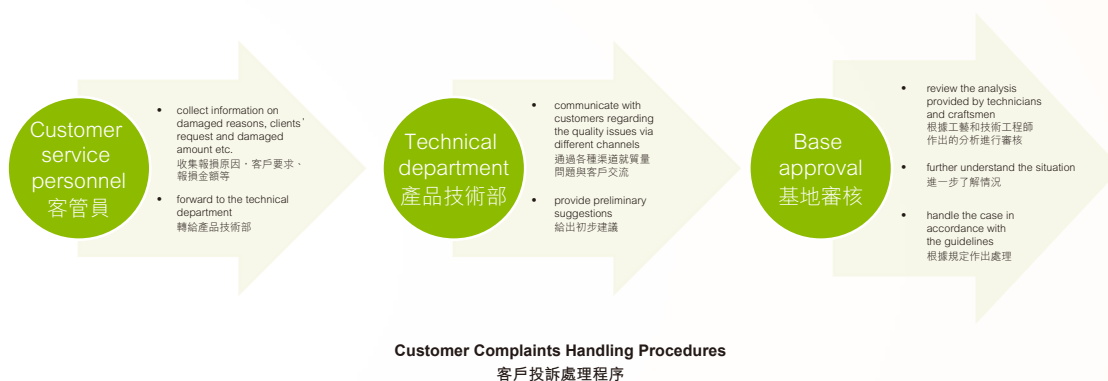 Customer
service
personnel
客管員
• collect information on
damaged reasons, clients’
request and damaged
amount etc.
收集報損原因、客戶要求、
報損金額等
• forward to the technical
department
轉給產品技術部
Technical
department
產品技術部
• communicate with
customers regarding
the quality issues via
different channels
通過各種渠道就質量
問題與客戶交流
• provide preliminary
suggestions
給出初步建議
Base
approval
基地審核
• review the analysis
provided by technicians
and craftsmen
根據工藝和技術工程師
作出的分析進行審核
• further understand the situation
進一步了解情況
• handle the case in
accordance with
the guidelines
根據規定作出處理
Customer Complaints Handling Procedures
客戶投訴處理程序